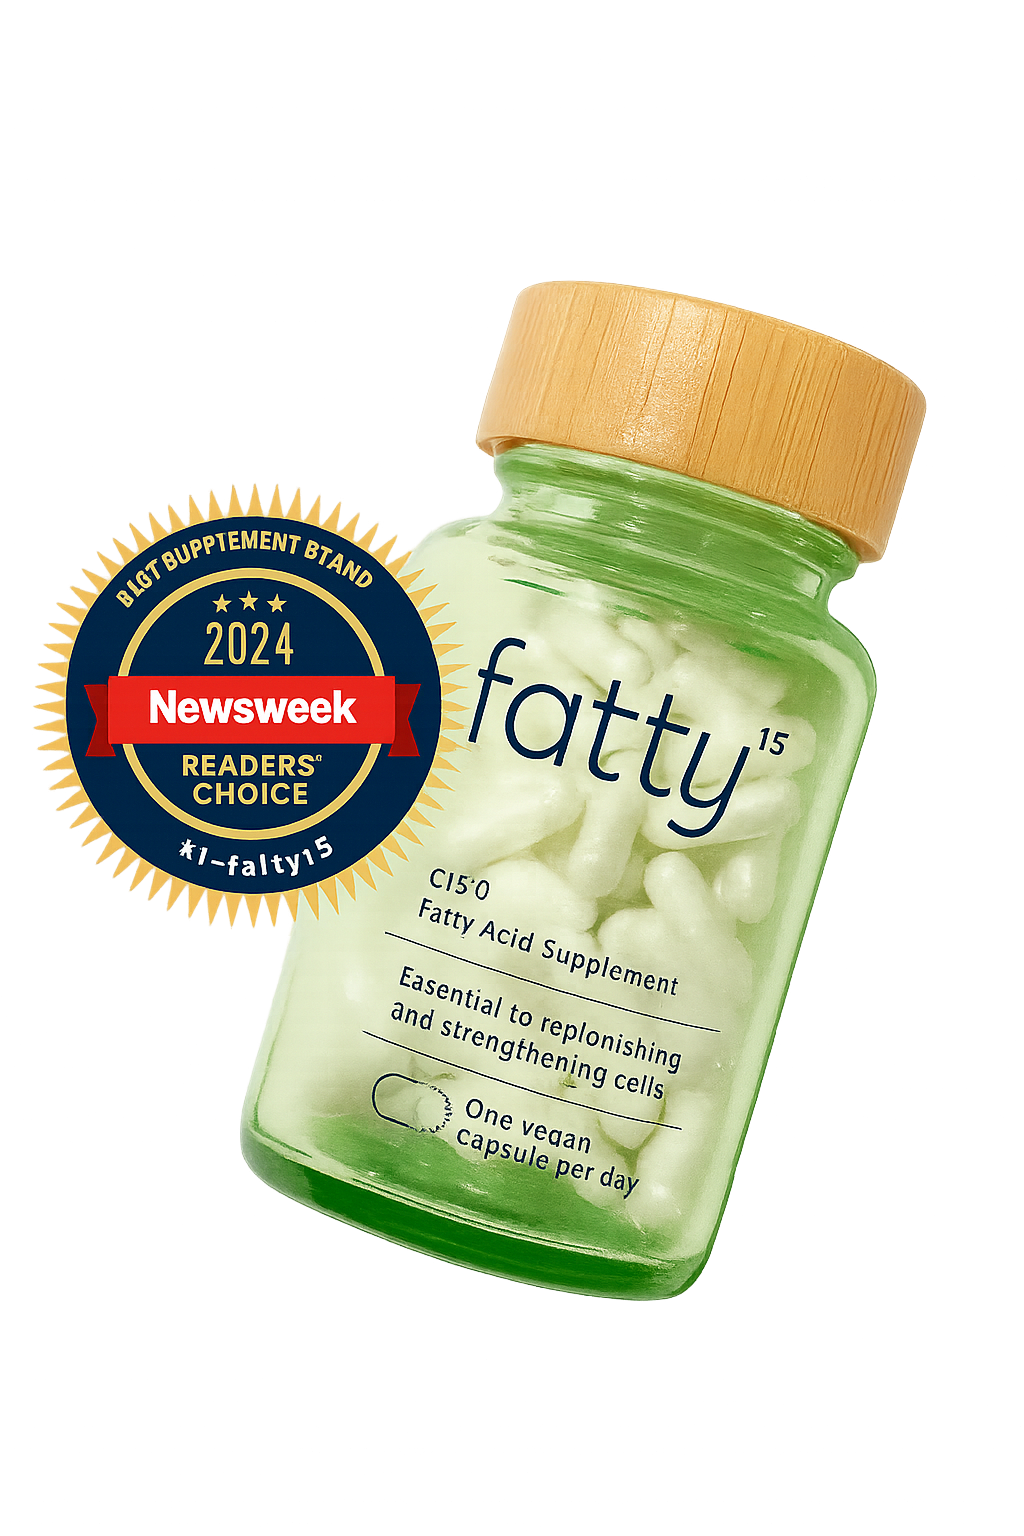 BLGT BUPPTEMENT BTAND
2024
Newsweek
READERS'
CHOICE
#1-falty15
fatty15
C15:0
Fatty Acid Supplement
Easential to replonishing
and strengthening cells
One vegan
capsule per day